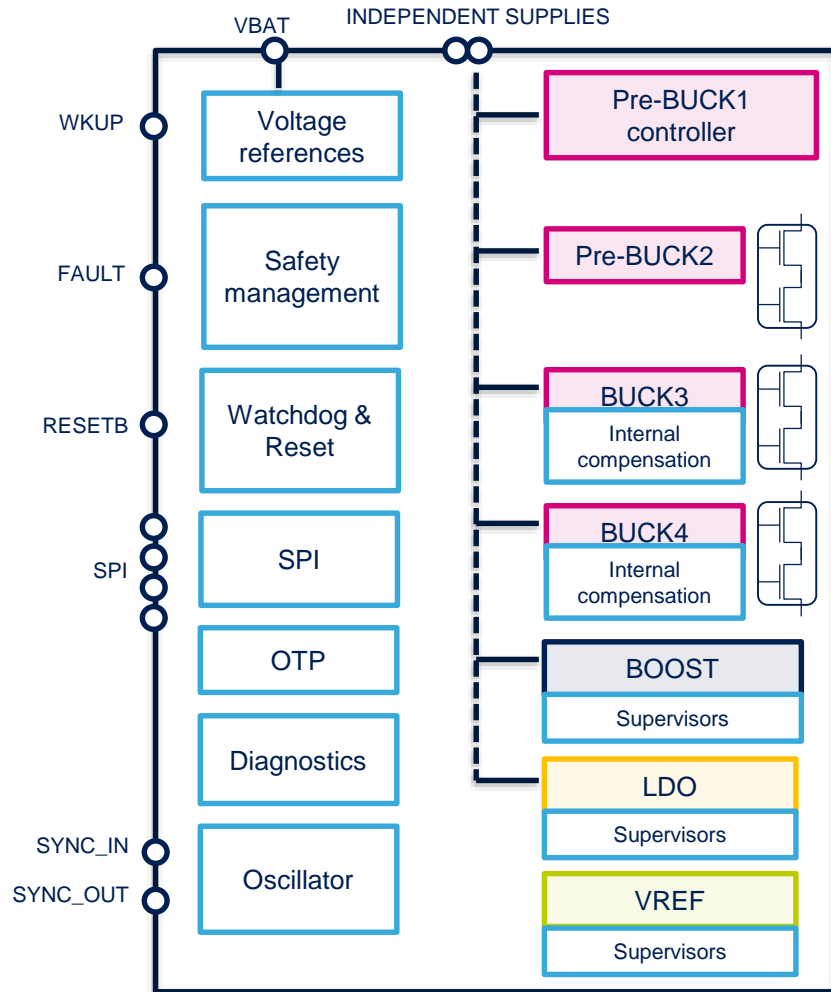 INDEPENDENT SUPPLIES
VBAT
WKUP
FAULT
RESETB
SPI
SYNC_IN
SYNC_OUT
Voltage
references
Safety
management
Watchdog &
Reset
SPI
OTP
Diagnostics
Oscillator
Pre-BUCK1
controller
Pre-BUCK2
BUCK3
Internal
compensation
BUCK4
Internal
compensation
BOOST
Supervisors
LDO
Supervisors
VREF
Supervisors